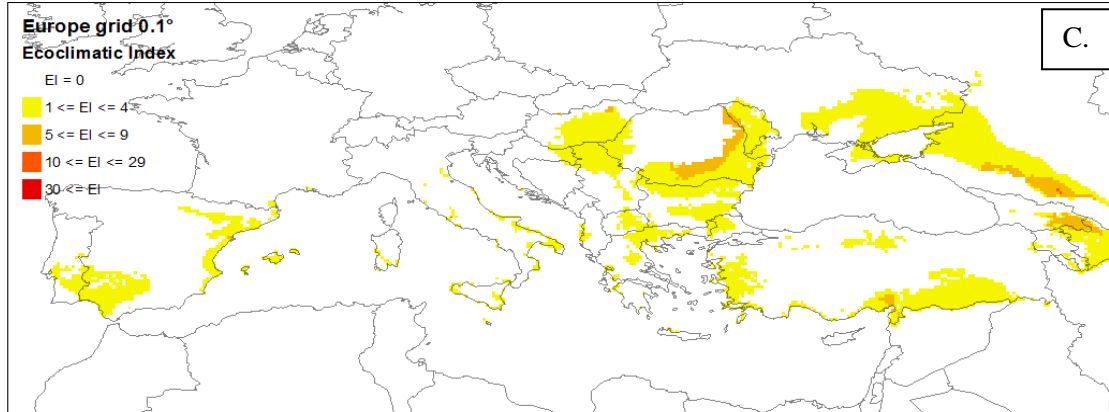 Europe grid 0.1°
Ecoclimatic Index
EI = 0
1 <= EI <= 4
5 <= EI <= 9
10 <= EI <= 29
30 <= EI
C.